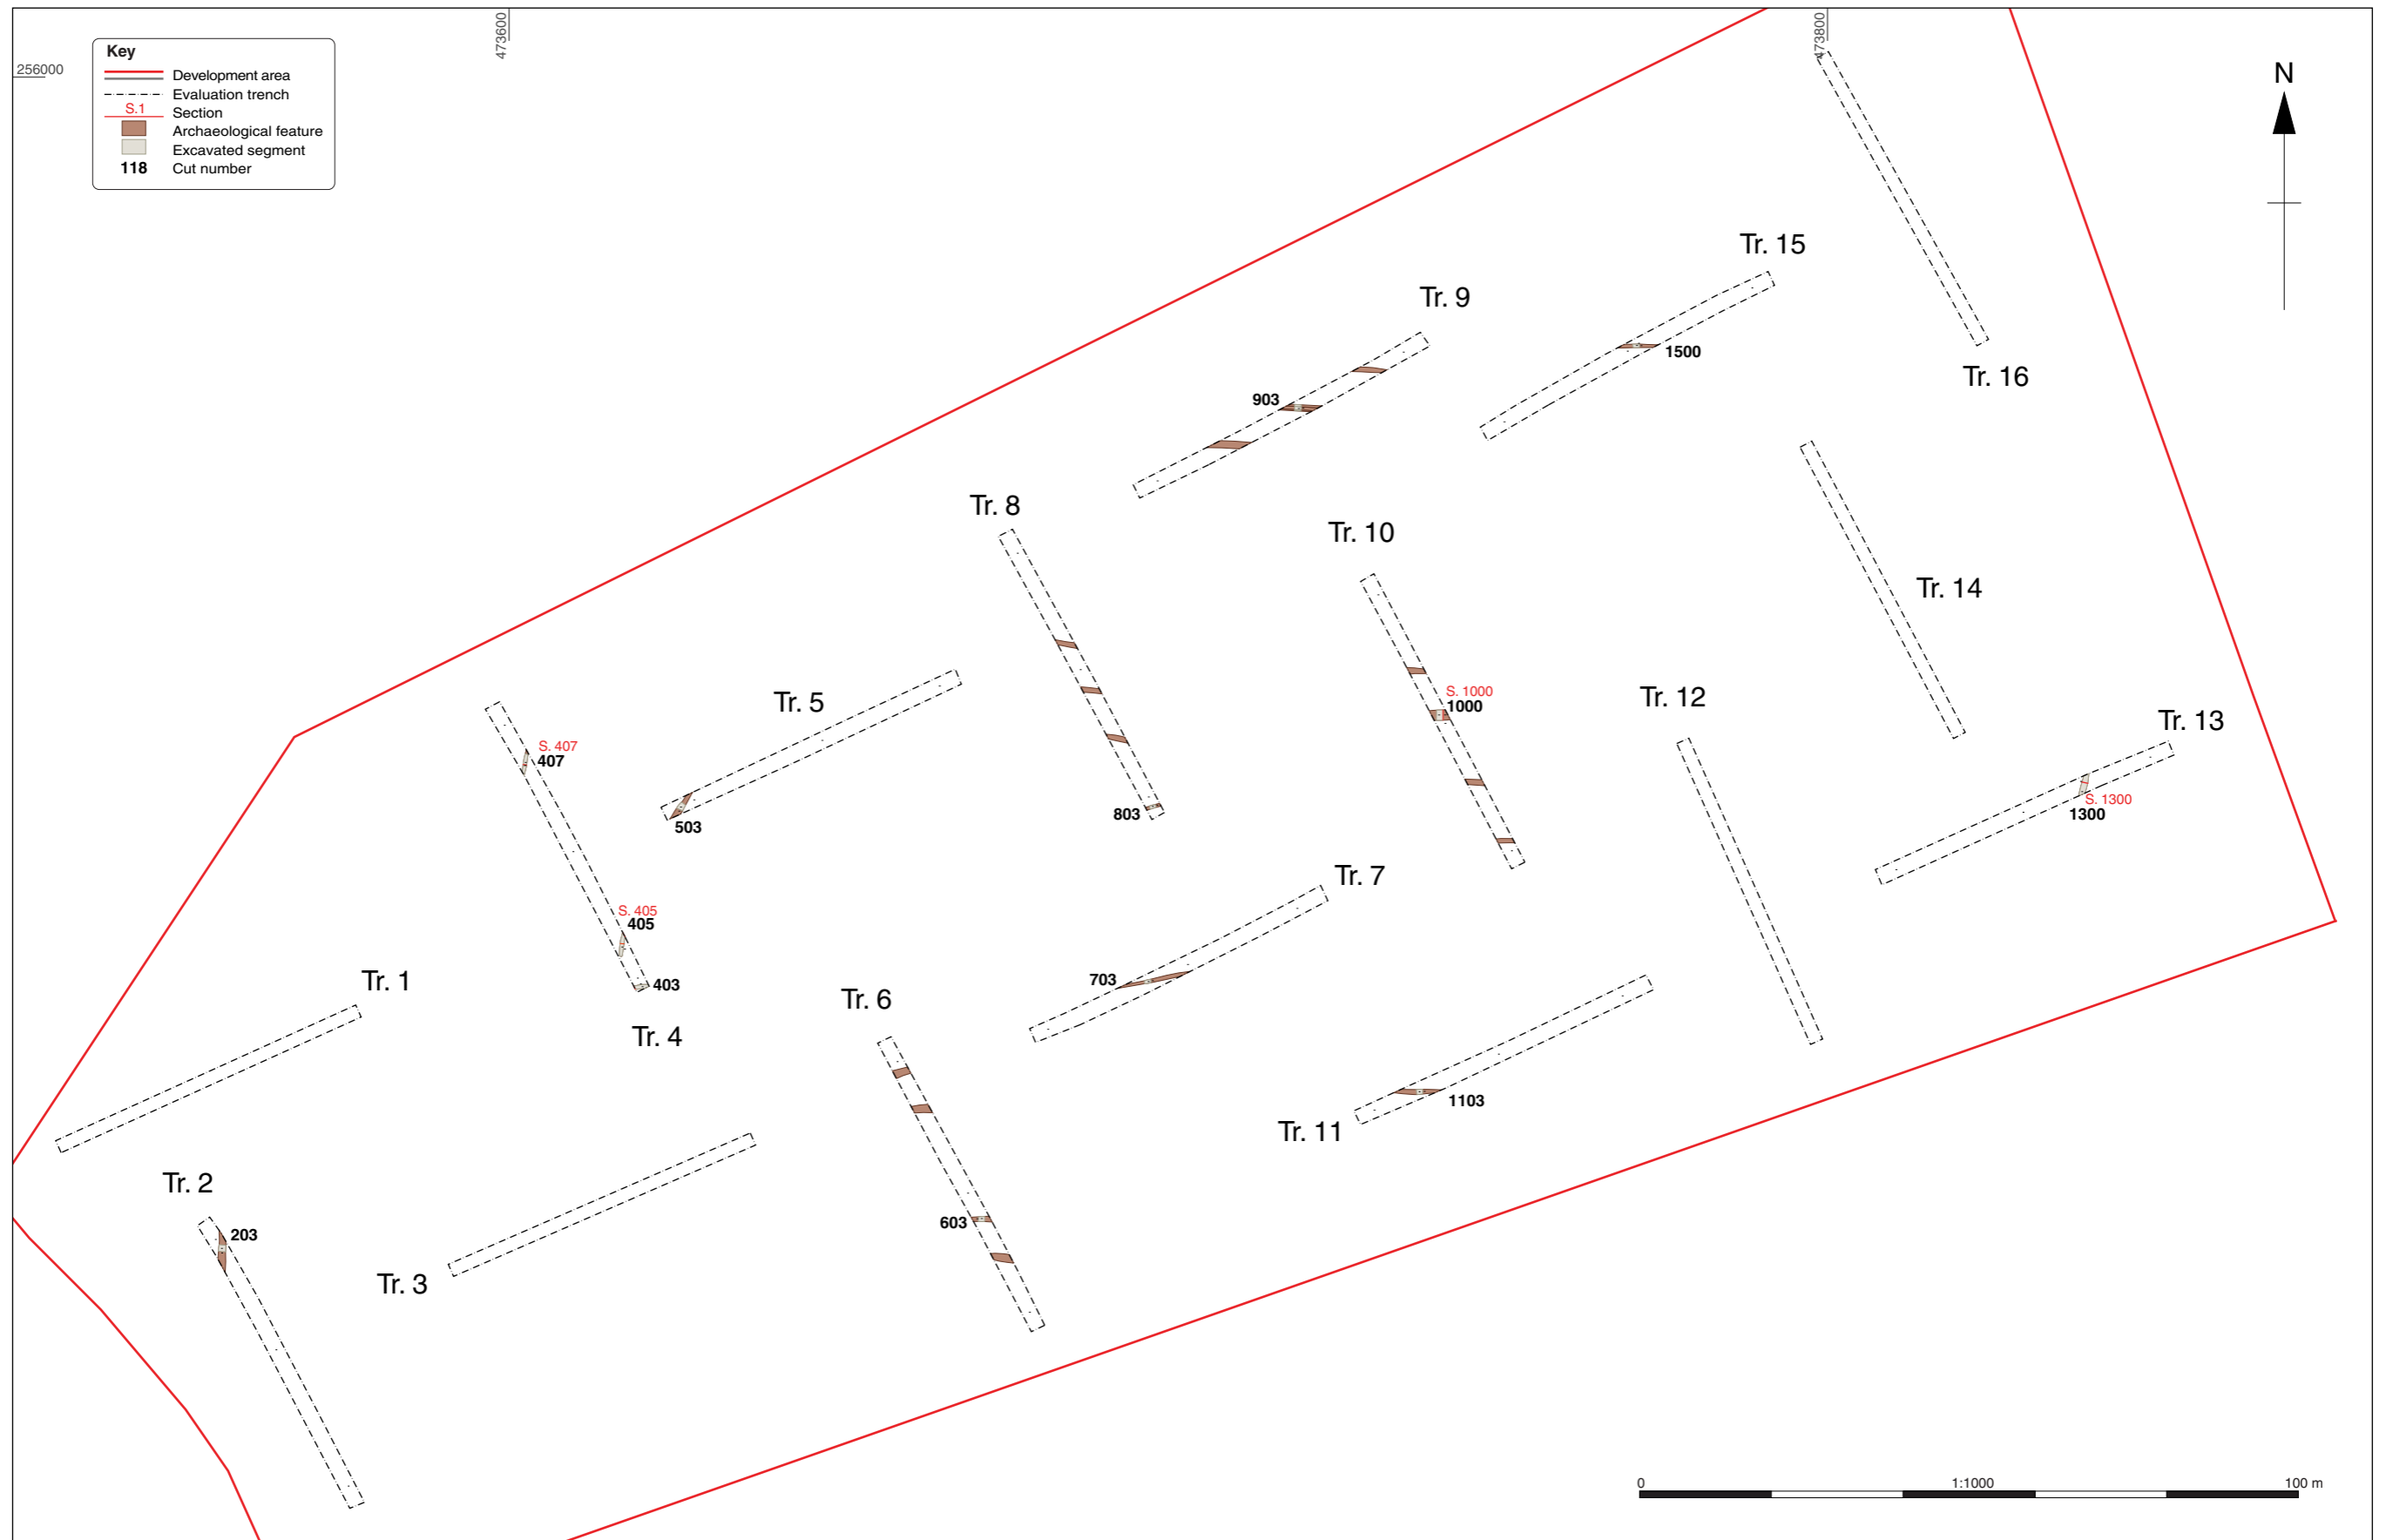 473600
473800
256000
Key
Development area
Evaluation trench
S.1
Section
Archaeological feature
Excavated segment
118 Cut number
N
Tr. 15
Tr. 9
1500
Tr. 16
903
Tr. 8
Tr. 10
Tr. 14
S. 1000
1000
Tr. 12
Tr. 5
Tr. 13
S. 407
407
S. 1300
1300
503
803
Tr. 7
S. 405
405
Tr. 1
403
703
Tr. 6
Tr. 4
1103
Tr. 11
Tr. 2
603
203
Tr. 3
0 1:1000 100 m